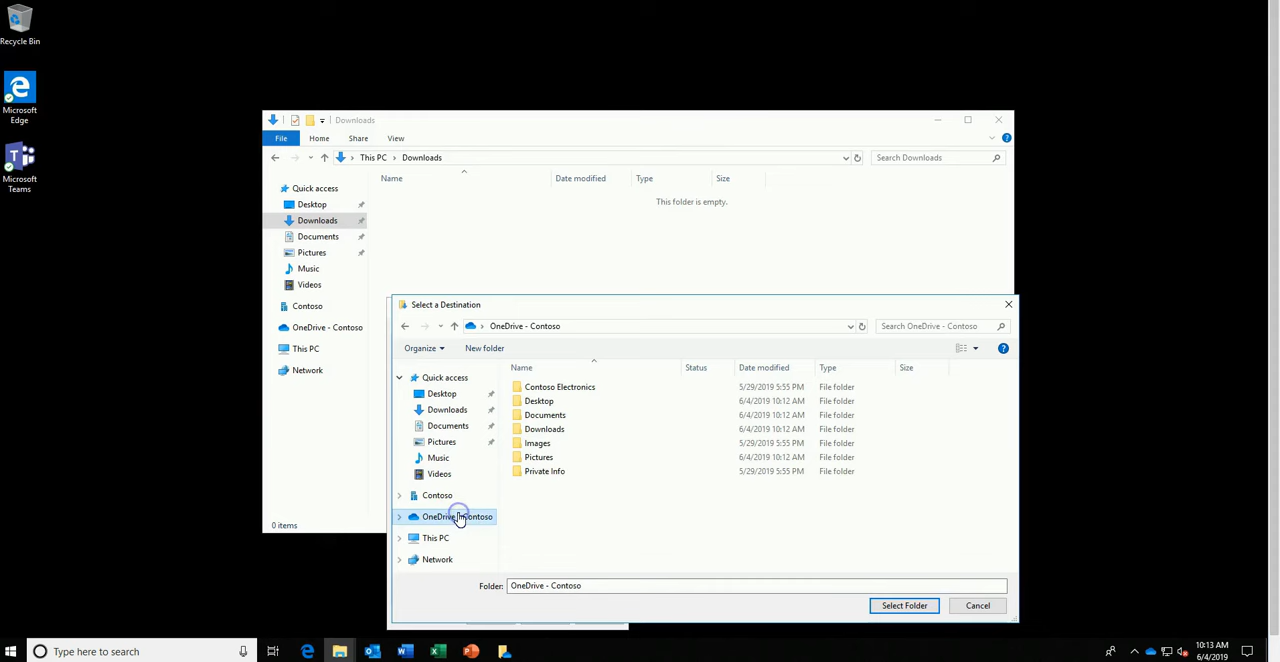 Recycle Bin
Microsoft
Edge
Microsoft
Teams
Downloads
File Home Share View
This PC Downloads
Search Downloads
Name Date modified Type Size
This folder is empty.
Quick access
Desktop
Downloads
Documents
Pictures
Music
Videos
Contoso
OneDrive - Contoso
This PC
Network
0 items
Select a Destination
OneDrive - Contoso
Search OneDrive - Contoso
Organize New folder
Name Status Date modified Type Size
Quick access
Desktop
Downloads
Documents
Pictures
Music
Videos
Contoso
OneDrive - Contoso
This PC
Network
Contoso Electronics 5/29/2019 5:55 PM File folder
Desktop 6/4/2019 10:12 AM File folder
Documents 6/4/2019 10:12 AM File folder
Downloads 6/4/2019 10:12 AM File folder
Images 5/29/2019 5:55 PM File folder
Pictures 6/4/2019 10:12 AM File folder
Private Info 5/29/2019 5:55 PM File folder
Folder: OneDrive - Contoso
Select Folder Cancel
Type here to search
10:13 AM
6/4/2019